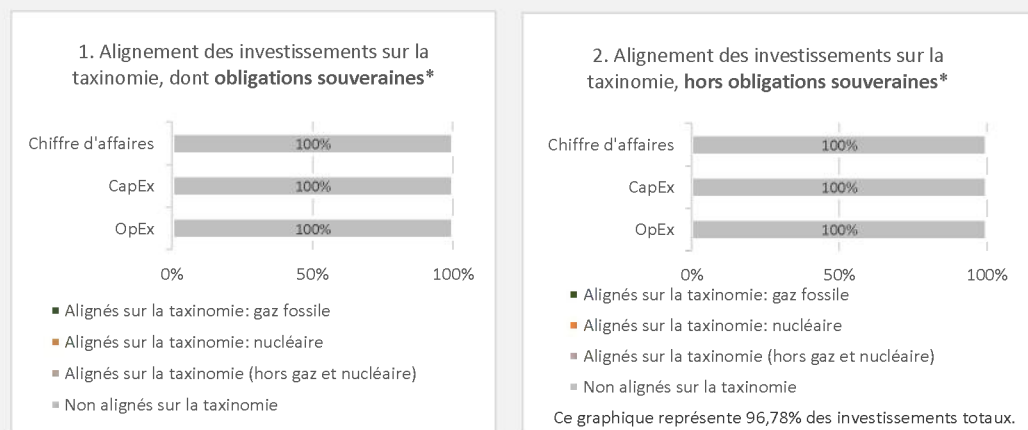 1. Alignement des investissements sur la
taxinomie, dont obligations souveraines*
Chiffre d'affaires
100%
CapEx
100%
OpEx
100%
0%
50%
100%
Alignés sur la taxinomie: gaz fossile
Alignés sur la taxinomie: nucléaire
Alignés sur la taxinomie (hors gaz et nucléaire)
Non alignés sur la taxinomie
2. Alignement des investissements sur la
taxinomie, hors obligations souveraines*
Chiffre d'affaires
100%
CapEx
100%
OpEx
100%
0%
50%
100%
Alignés sur la taxinomie: gaz fossile
Alignés sur la taxinomie: nucléaire
Alignés sur la taxinomie (hors gaz et nucléaire)
Non alignés sur la taxinomie
Ce graphique représente 96,78% des investissements totaux.